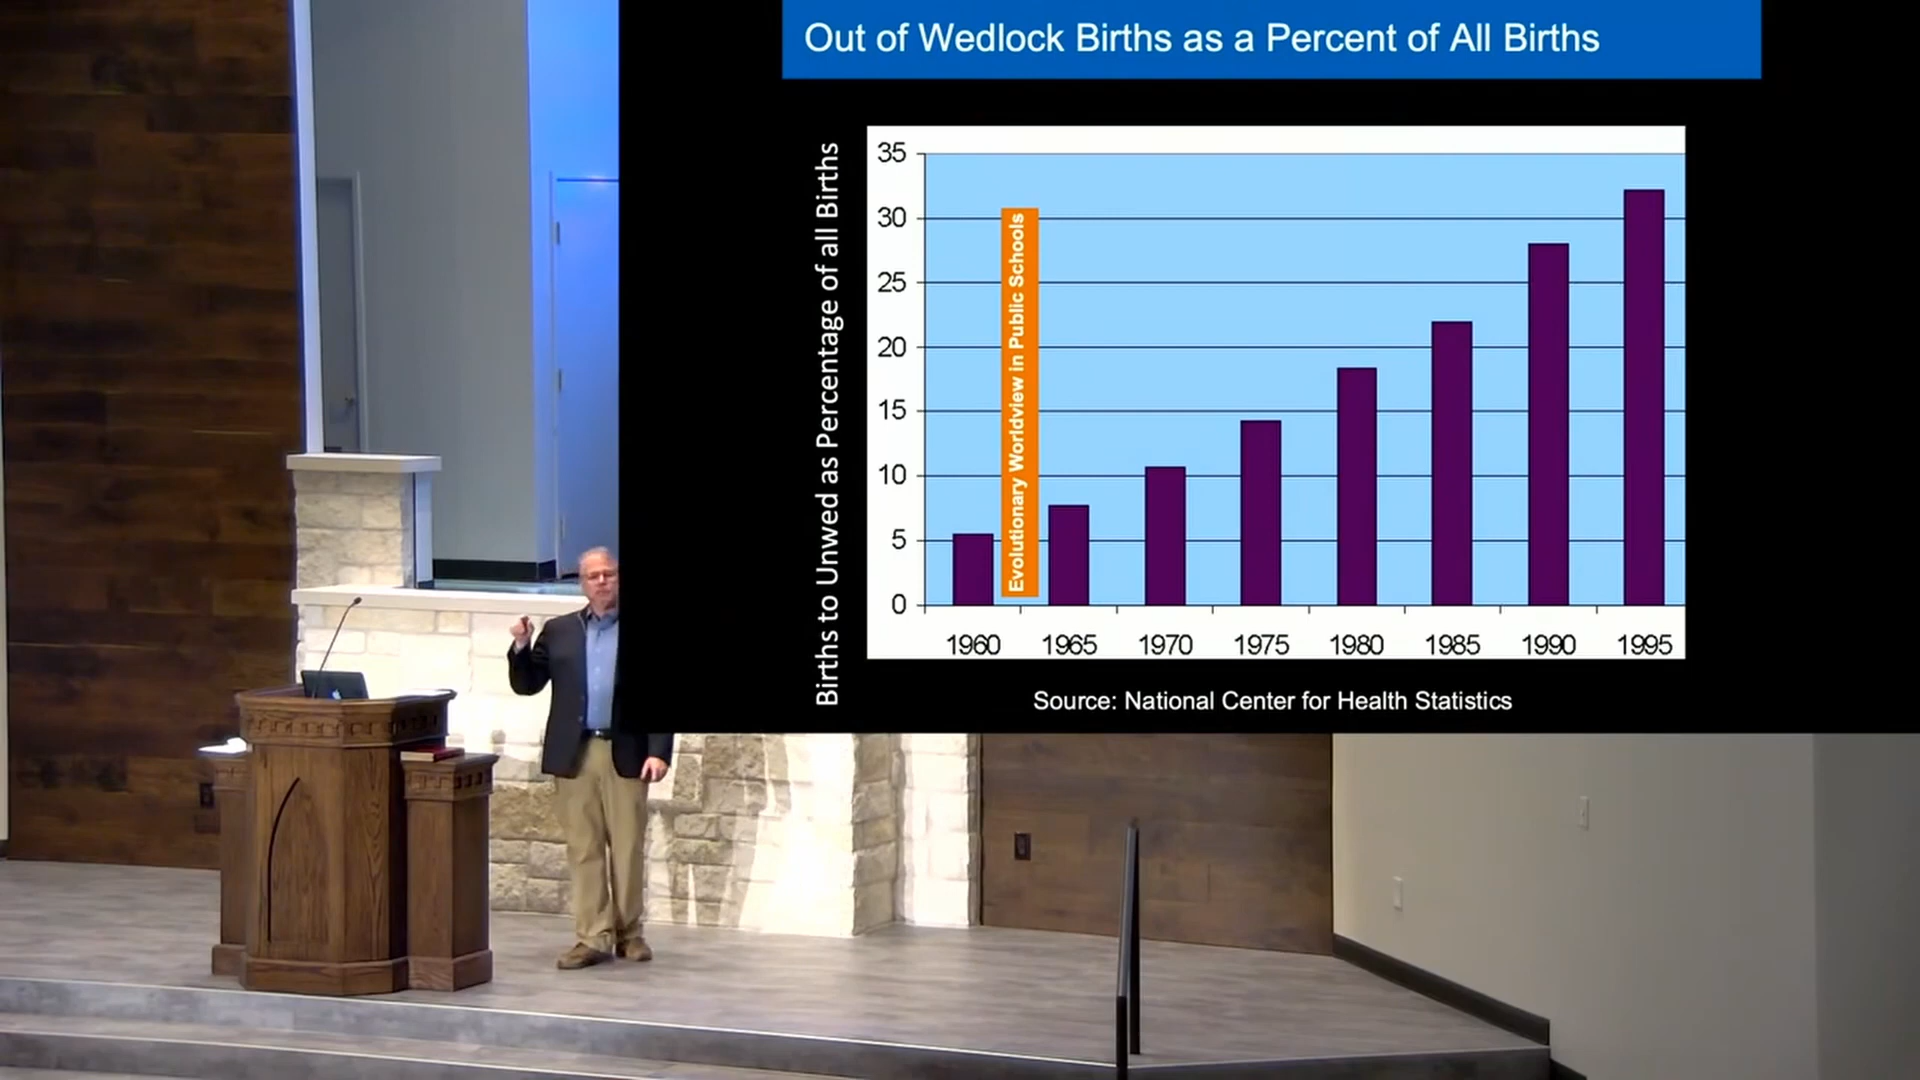 Out of Wedlock Births as a Percent of All Births
Births to Unwed as Percentage of all Births
35
30
25
20
15
10
5
0
Evolutionary Worldview in Public Schools
1960 1965 1970 1975 1980 1985 1990 1995
Source: National Center for Health Statistics